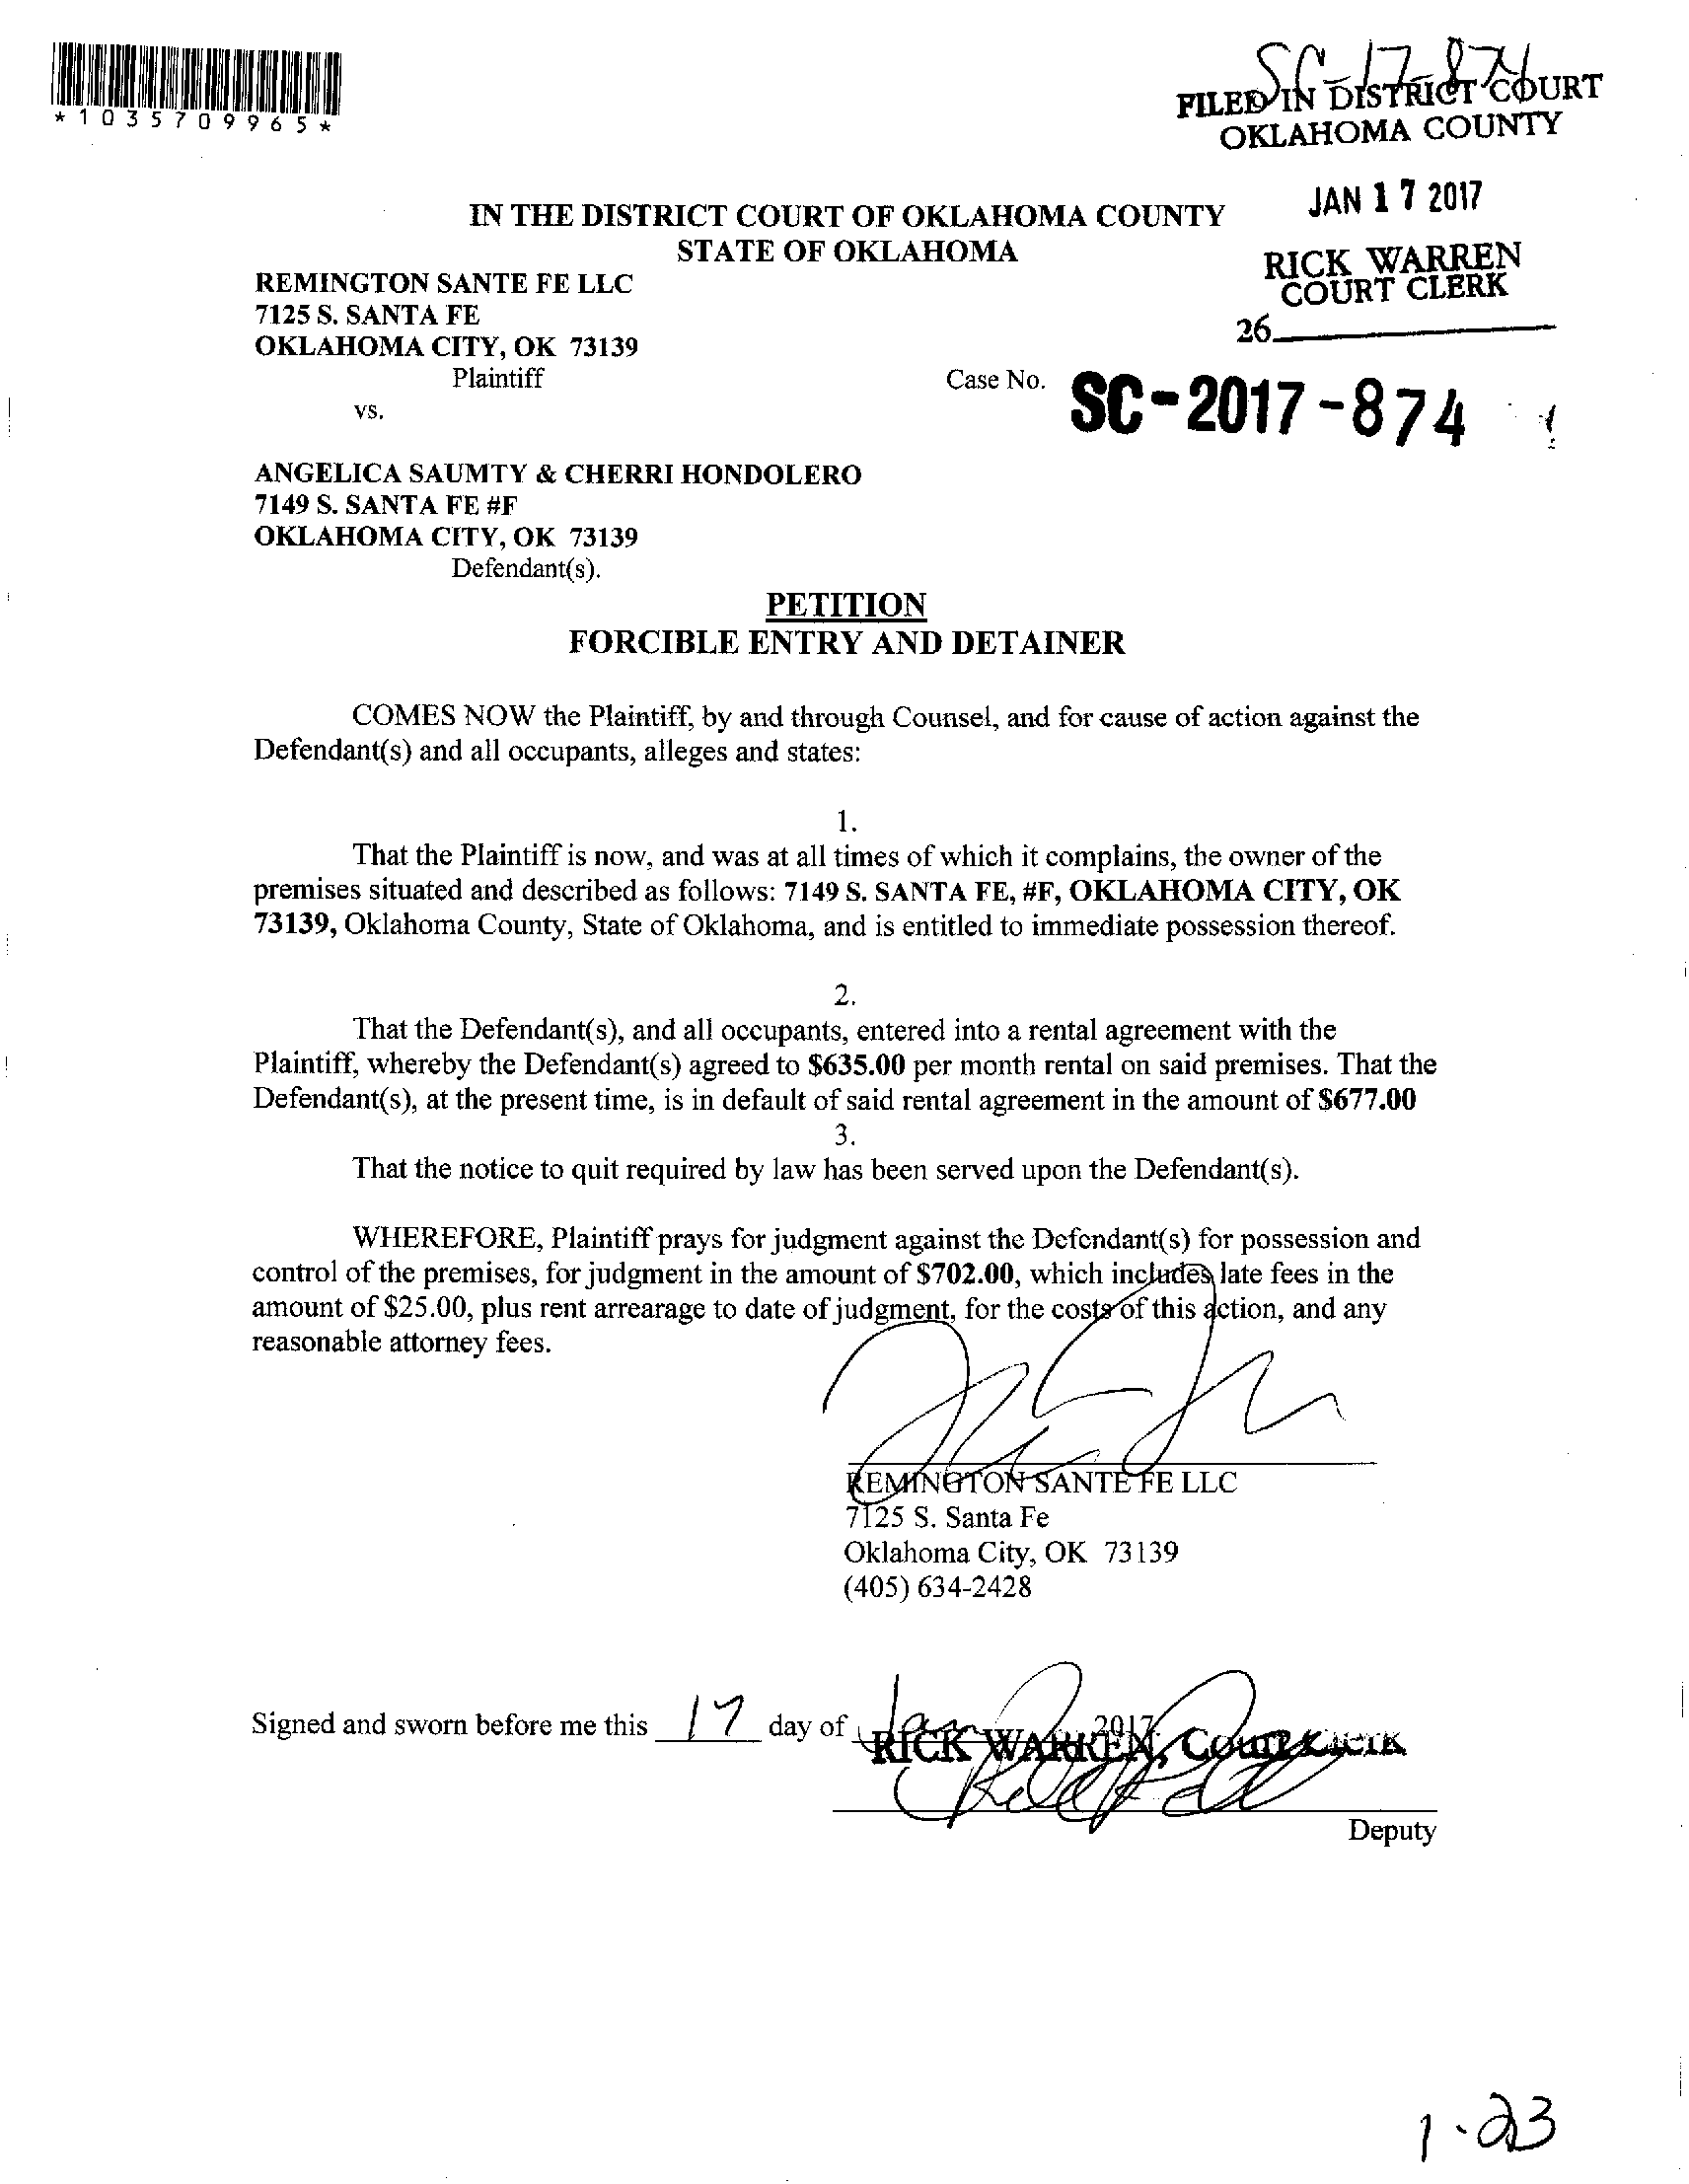 *1035709965*
SC-17-874
FILED IN DISTRICT COURT
OKLAHOMA COUNTY
JAN 17 2017
RICK WARREN
COURT CLERK
26
IN THE DISTRICT COURT OF OKLAHOMA COUNTY
STATE OF OKLAHOMA
REMINGTON SANTE FE LLC
7125 S. SANTA FE
OKLAHOMA CITY, OK 73139
Plaintiff
vs.
Case No. SC-2017-874
ANGELICA SAUMTY & CHERRI HONDOLERO
7149 S. SANTA FE #F
OKLAHOMA CITY, OK 73139
Defendant(s).
PETITION
FORCIBLE ENTRY AND DETAINER
COMES NOW the Plaintiff, by and through Counsel, and for cause of action against the
Defendant(s) and all occupants, alleges and states:
1.
That the Plaintiff is now, and was at all times of which it complains, the owner of the
premises situated and described as follows: 7149 S. SANTA FE, #F, OKLAHOMA CITY, OK
73139, Oklahoma County, State of Oklahoma, and is entitled to immediate possession thereof.
2.
That the Defendant(s), and all occupants, entered into a rental agreement with the
Plaintiff, whereby the Defendant(s) agreed to $635.00 per month rental on said premises. That the
Defendant(s), at the present time, is in default of said rental agreement in the amount of $677.00
3.
That the notice to quit required by law has been served upon the Defendant(s).
WHEREFORE, Plaintiff prays for judgment against the Defendant(s) for possession and
control of the premises, for judgment in the amount of $702.00, which includes late fees in the
amount of $25.00, plus rent arrearage to date of judgment, for the costs of this action, and any
reasonable attorney fees.
REMINGTON SANTE FE LLC
7125 S. Santa Fe
Oklahoma City, OK 73139
(405) 634-2428
Signed and sworn before me this 17 day of Jan 2017.
RICK WARREN, Court Clerk
Deputy
1-23